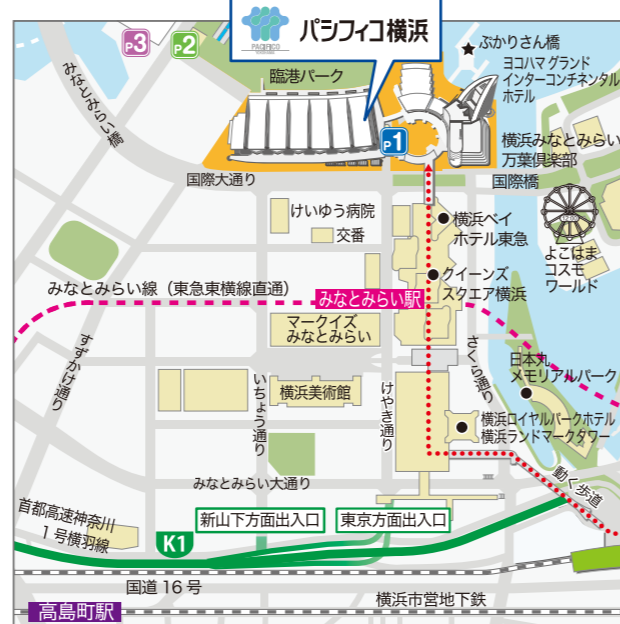 パシフィコ横浜
PACIFICO
P3
P2
P1
臨港パーク
ぷかりさん橋
ヨコハマ グランド
インターコンチネンタル
ホテル
みなとみらい橋
横浜みなとみらい
万葉倶楽部
国際大通り
国際橋
けいゆう病院
交番
横浜ベイ
ホテル東急
よこはま
コスモ
ワールド
みなとみらい線（東急東横線直通）
みなとみらい駅
クイーンズ
スクエア横浜
マークイズ
みなとみらい
すずかけ通り
さくら通り
日本丸
メモリアルパーク
いちょう通り
横浜美術館
けやき通り
横浜ロイヤルパークホテル
横浜ランドマークタワー
みなとみらい大通り
動く歩道
首都高速神奈川
1号横羽線
K1
新山下方面出入口
東京方面出入口
国道16号
横浜市営地下鉄
高島町駅